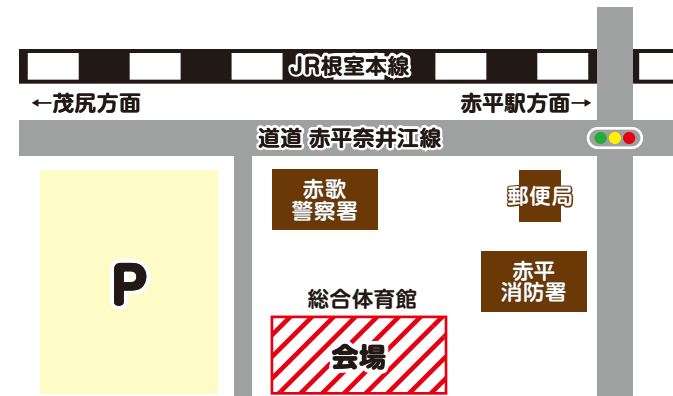 JR根室本線
←茂尻方面
赤平駅方面→
道道 赤平奈井江線
赤歌
警察署
郵便局
赤平
消防署
P
総合体育館
会場